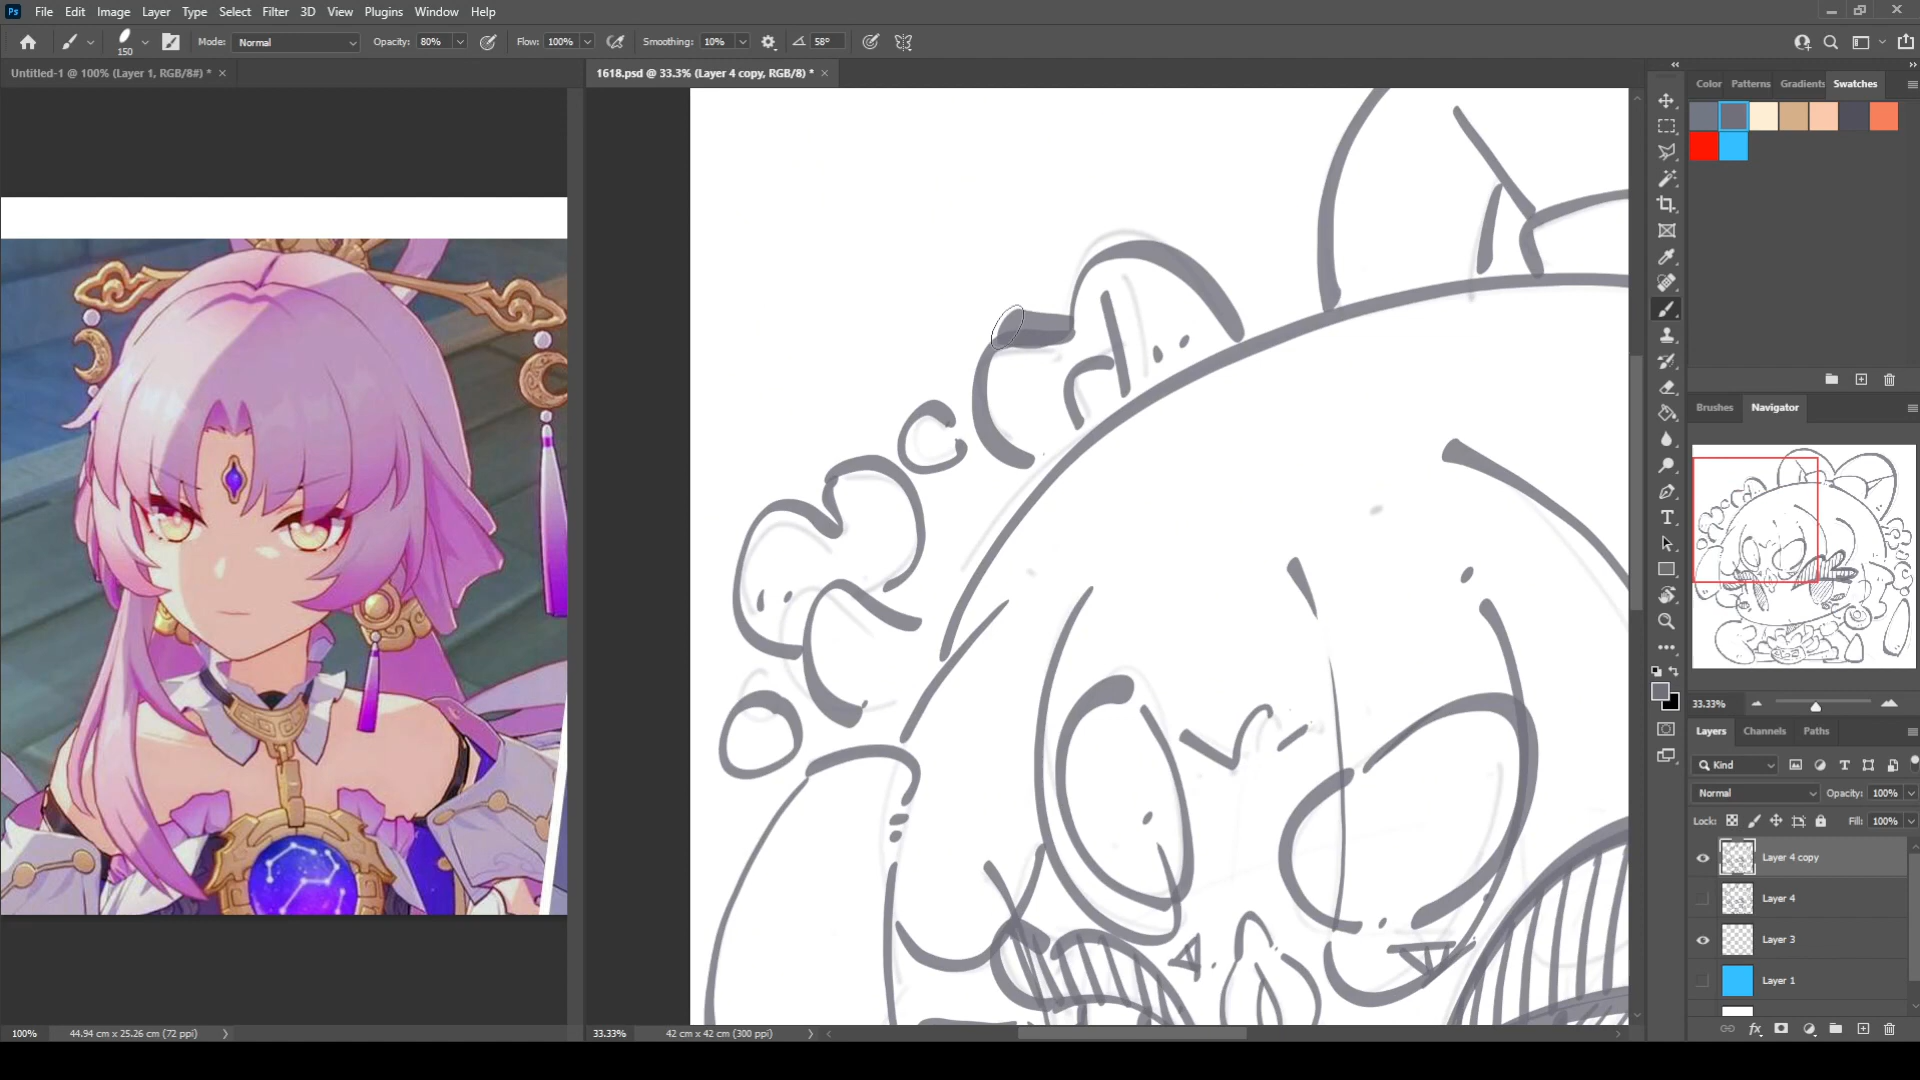 Ps File Edit Image Layer Type Select Filter 3D View Plugins Window Help
150 Mode: Normal Opacity: 80% Flow: 100% Smoothing: 10% 58°
Untitled-1 @ 100% (Layer 1, RGB/8#) * ×
1618.psd @ 33.3% (Layer 4 copy, RGB/8) * ×
Color Patterns Gradients Swatches
Brushes Navigator
33.33%
Layers Channels Paths
Kind
Normal Opacity: 100%
Lock: Fill: 100%
Layer 4 copy
Layer 4
Layer 3
Layer 1
100% 44.94 cm x 25.26 cm (72 ppi)
33.33% 42 cm x 42 cm (300 ppi)